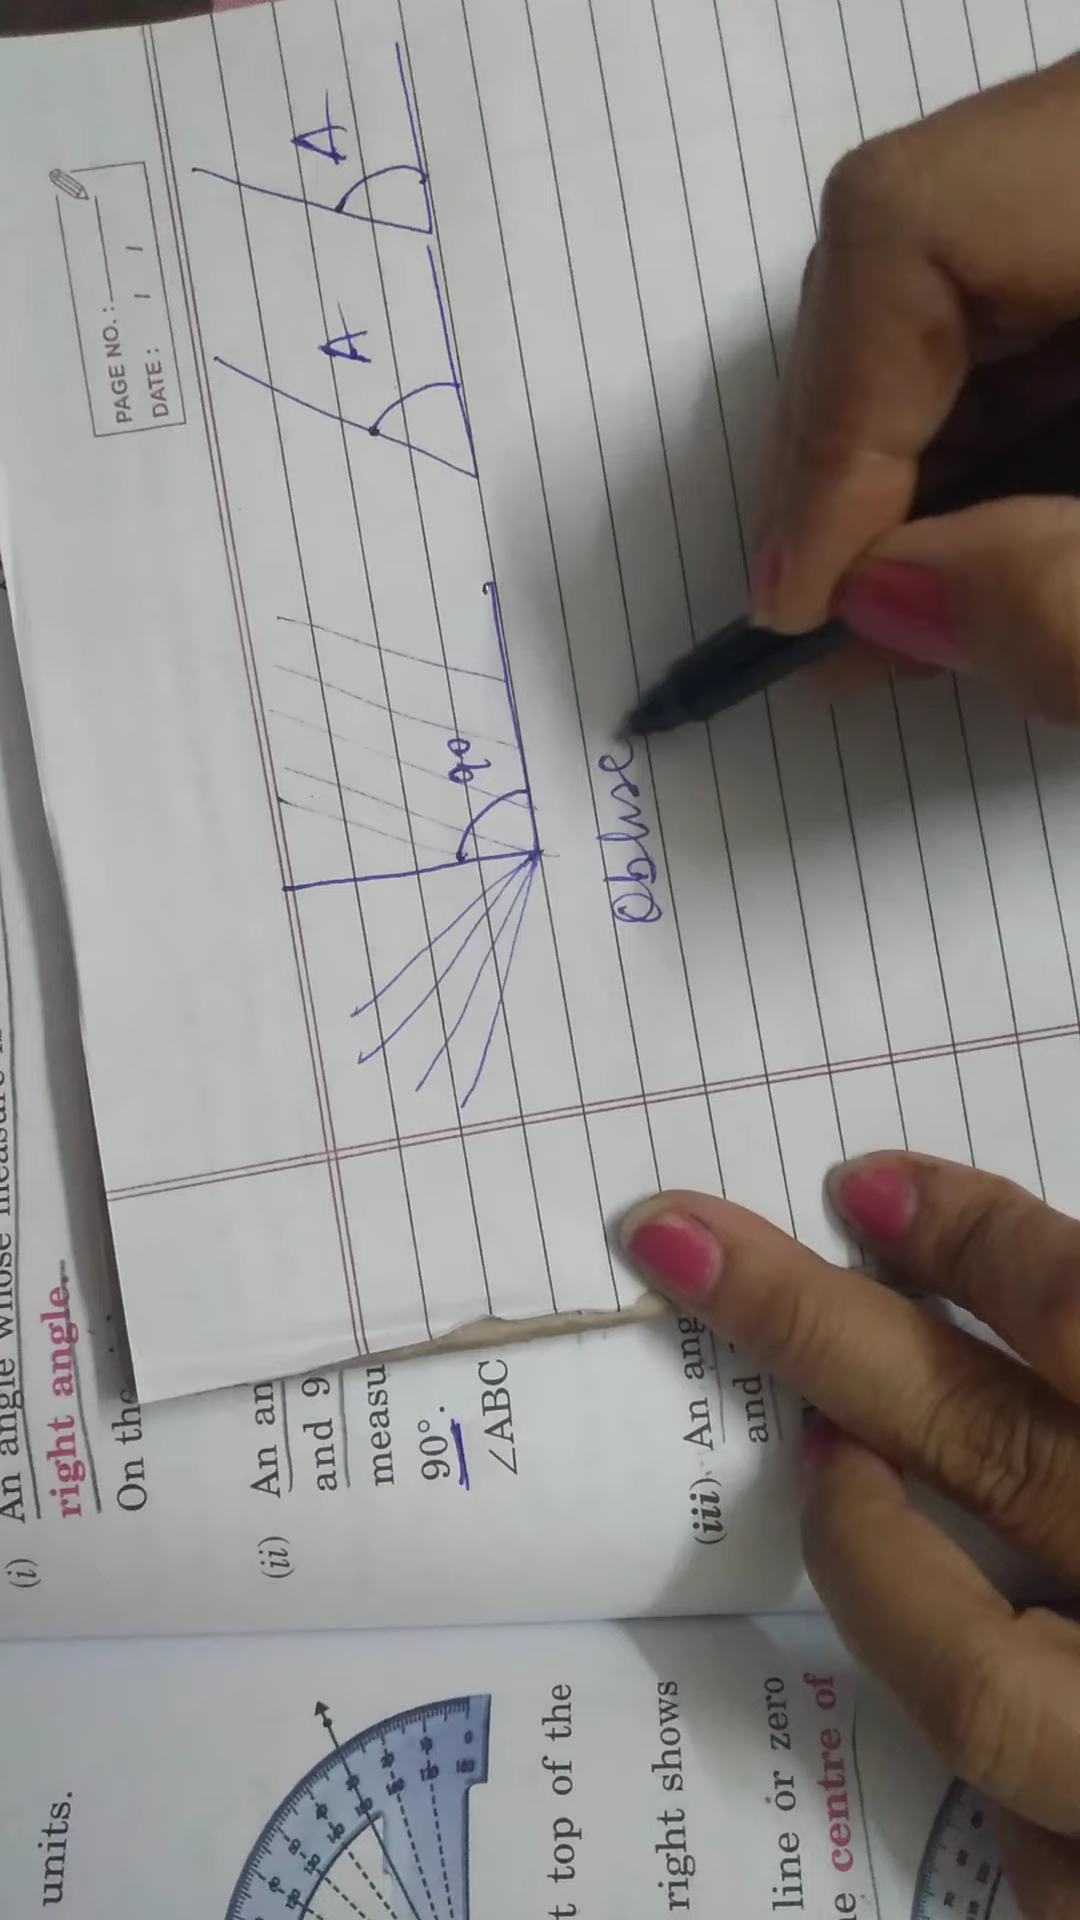 PAGE NO. :
DATE :
A
A
90
Obluse
(i) An angle whose measure
right angle.
On the
(ii) An an
and 9
measu
90°.
∠ABC
(iii) An ang
and
units.
t top of the
right shows
line or zero
e centre of